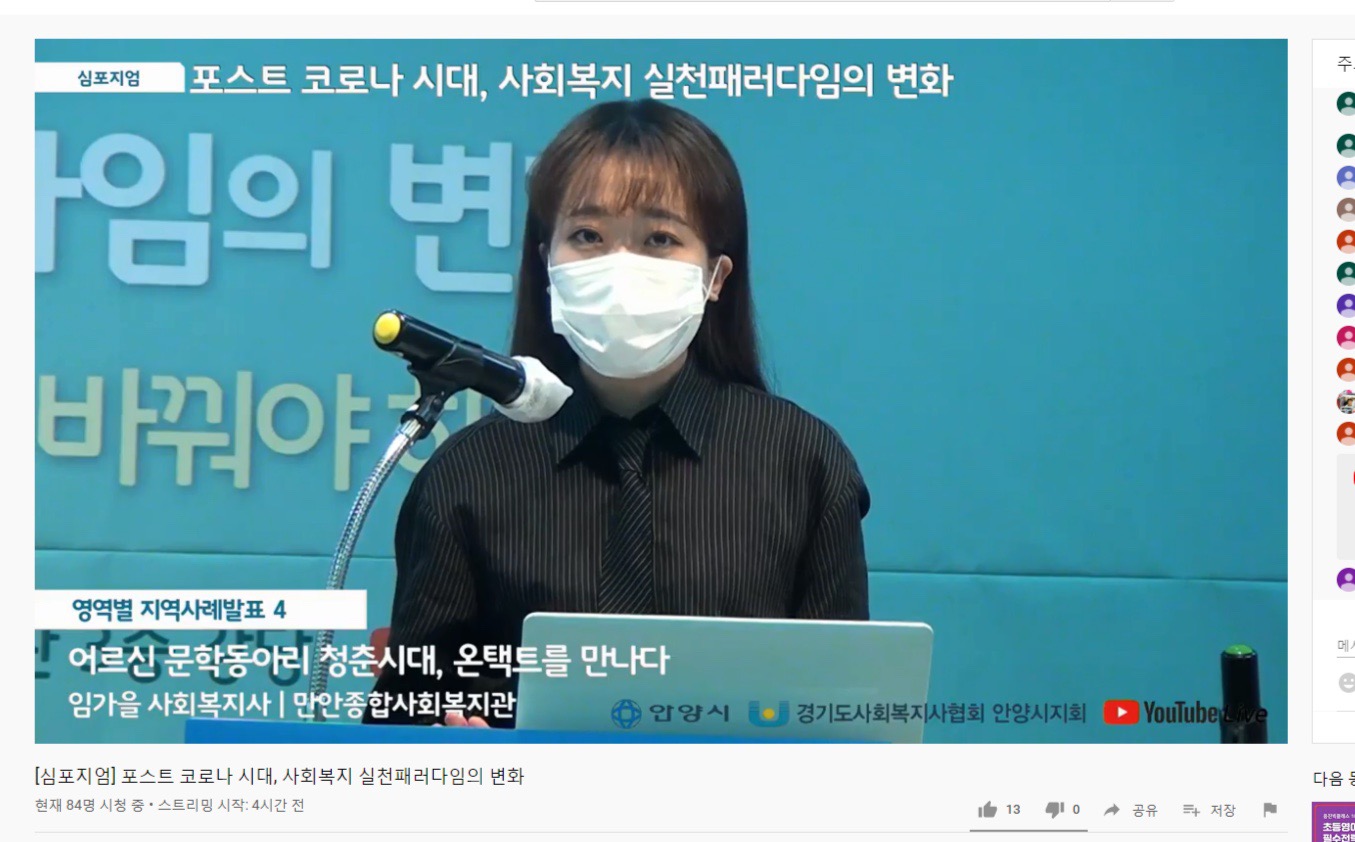 심포지엄
포스트 코로나 시대, 사회복지 실천패러다임의 변화
임의 변
바꿔야
영역별 지역사례발표 4
어르신 문학동아리 청춘시대, 온택트를 만나다
임가을 사회복지사 | 만안종합사회복지관
안양시 경기도사회복지사협회 안양시지회 YouTube Live
[심포지엄] 포스트 코로나 시대, 사회복지 실천패러다임의 변화
현재 84명 시청 중 • 스트리밍 시작: 4시간 전
13 0 공유 저장
다음